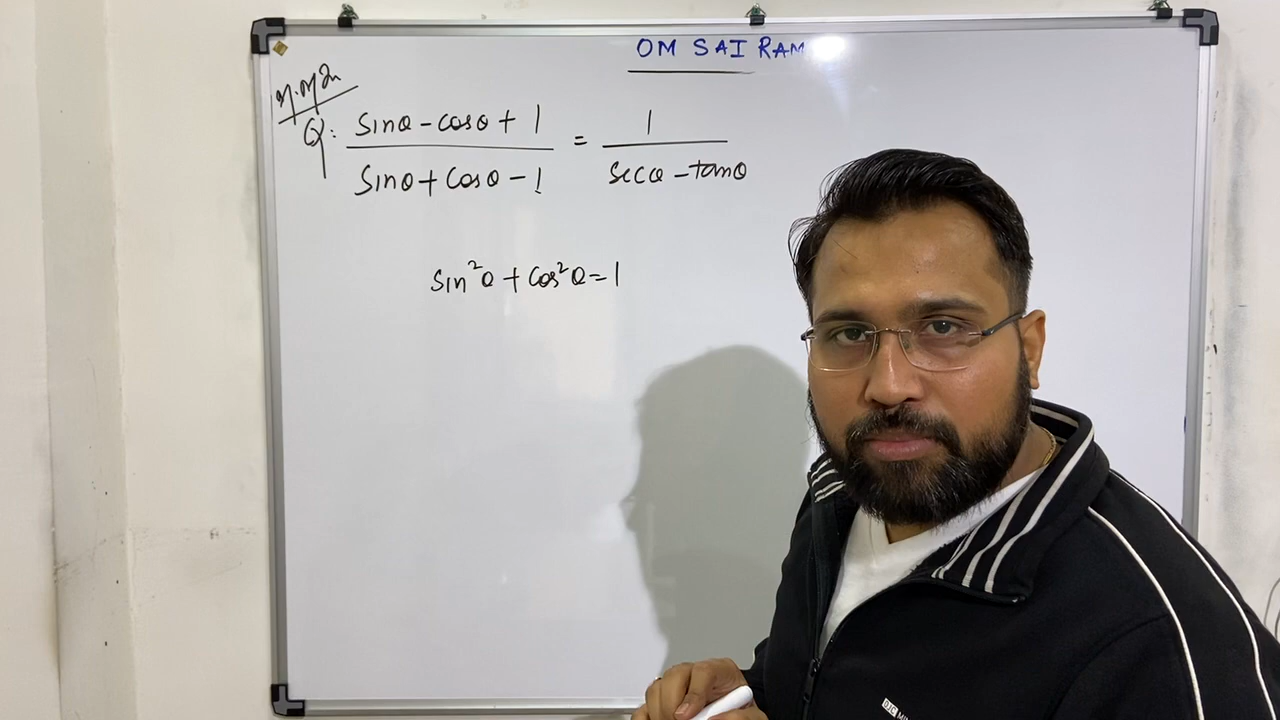 OM SAI RAM
Q: sinθ - cosθ + 1 / sinθ + cosθ - 1 = 1 / secθ - tanθ
sin²θ + cos²θ = 1